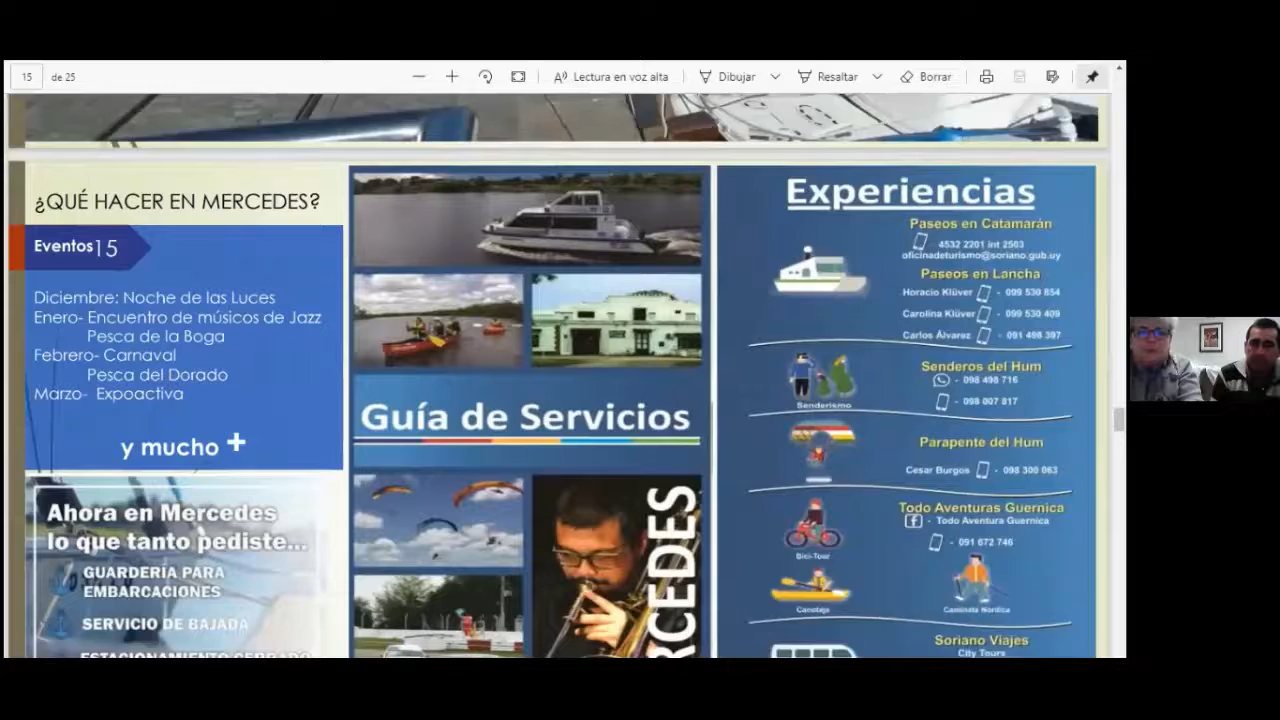 15 de 25
Lectura en voz alta
Dibujar
Resaltar
Borrar
¿QUÉ HACER EN MERCEDES?
Eventos15
Diciembre: Noche de las Luces
Enero- Encuentro de músicos de Jazz
Pesca de la Boga
Febrero- Carnaval
Pesca del Dorado
Marzo- Expoactiva
y mucho +
Ahora en Mercedes
lo que tanto pediste...
GUARDERÍA PARA
EMBARCACIONES
SERVICIO DE BAJADA
ESTACIONAMIENTO CERRADO
Guía de Servicios
RCEDES
Experiencias
Paseos en Catamarán
4532 2201 int 2503
oficinadeturismo@soriano.gub.uy
Paseos en Lancha
Horacio Klüver - 099 530 854
Carolina Klüver - 099 530 409
Carlos Álvarez - 091 498 397
Senderismo
Senderos del Hum
- 098 498 716
- 098 007 817
Parapente del Hum
Cesar Burgos - 098 300 063
Todo Aventuras Guernica
- Todo Aventura Guernica
- 091 672 746
Bici-Tour
Canotaje
Caminata Nórdica
Soriano Viajes
City Tours